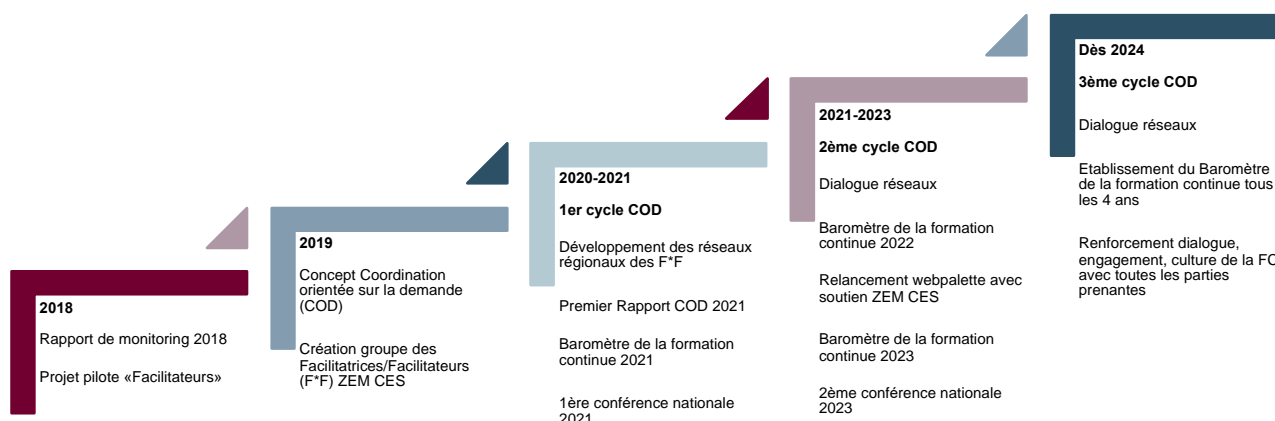 2018
Rapport de monitoring 2018
Projet pilote «Facilitateurs»
2019
Concept Coordination
orientée sur la demande
(COD)
Création groupe des
Facilitatrices/Facilitateurs
(F*F) ZEM CES
2020-2021
1er cycle COD
Développement des réseaux
régionaux des F*F
Premier Rapport COD 2021
Baromètre de la formation
continue 2021
1ère conférence nationale
2021
2021-2023
2ème cycle COD
Dialogue réseaux
Baromètre de la formation
continue 2022
Relancement webpalette avec
soutien ZEM CES
Baromètre de la formation
continue 2023
2ème conférence nationale
2023
Dès 2024
3ème cycle COD
Dialogue réseaux
Etablissement du Baromètre
de la formation continue tous
les 4 ans
Renforcement dialogue,
engagement, culture de la FC
avec toutes les parties
prenantes